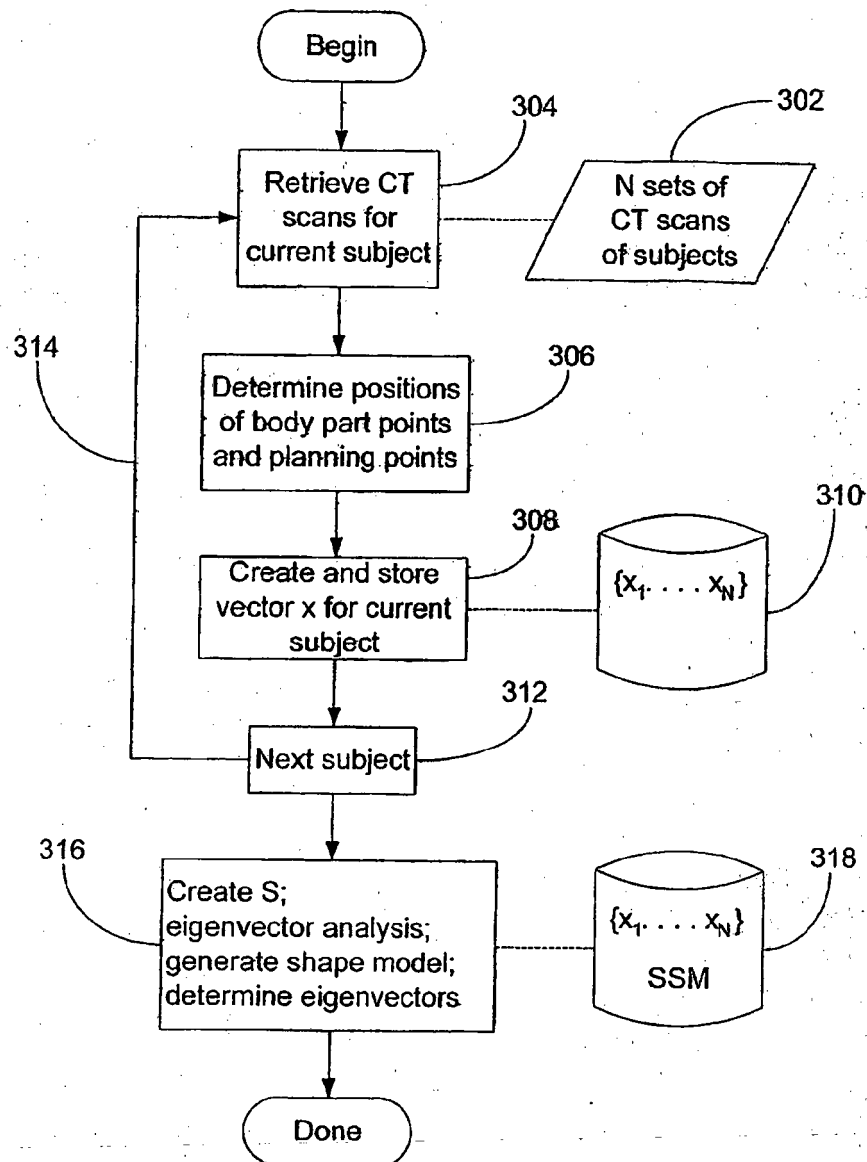 Begin
304
302
Retrieve CT
scans for
current subject
N sets of
CT scans
of subjects
314
306
Determine positions
of body part points
and planning points
308
310
Create and store
vector x for current
subject
{x₁. . . . x_N}
312
Next subject
316
318
Create S;
eigenvector analysis;
generate shape model;
determine eigenvectors
{x₁. . . . x_N}
SSM
Done